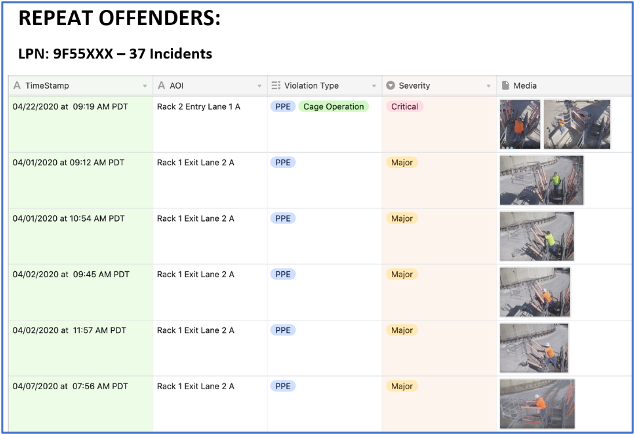 REPEAT OFFENDERS:
LPN: 9F55XXX – 37 Incidents
TimeStamp AOI Violation Type Severity Media
04/22/2020 at 09:19 AM PDT Rack 2 Entry Lane 1 A PPE Cage Operation Critical
04/01/2020 at 09:12 AM PDT Rack 1 Exit Lane 2 A PPE Major
04/01/2020 at 10:54 AM PDT Rack 1 Exit Lane 2 A PPE Major
04/02/2020 at 09:45 AM PDT Rack 1 Exit Lane 2 A PPE Major
04/02/2020 at 11:57 AM PDT Rack 1 Exit Lane 2 A PPE Major
04/07/2020 at 07:56 AM PDT Rack 1 Exit Lane 2 A PPE Major